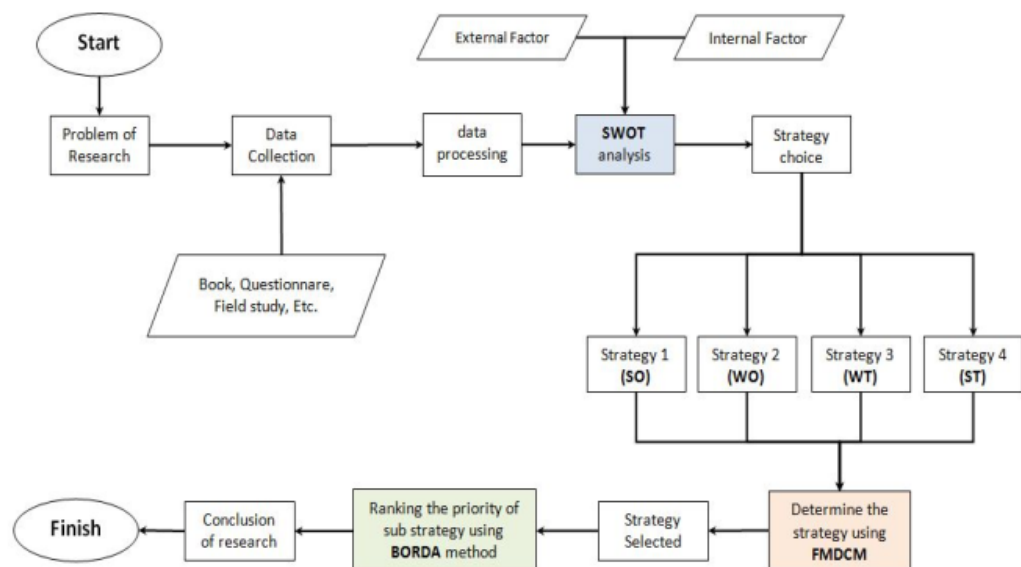 Start
External Factor
Internal Factor
Problem of
Research
Data
Collection
data
processing
SWOT
analysis
Strategy
choice
Book, Questionnare,
Field study, Etc.
Strategy 1
(SO)
Strategy 2
(WO)
Strategy 3
(WT)
Strategy 4
(ST)
Finish
Conclusion
of research
Ranking the priority of
sub strategy using
BORDA method
Strategy
Selected
Determine the
strategy using
FMDCM